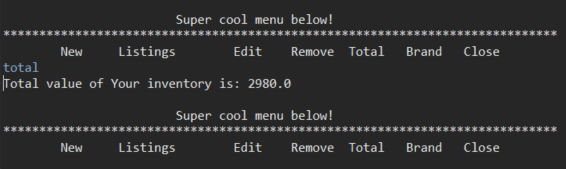 Super cool menu below!
*****************************************************************************
New Listings Edit Remove Total Brand Close
total
Total value of Your inventory is: 2980.0
Super cool menu below!
*****************************************************************************
New Listings Edit Remove Total Brand Close